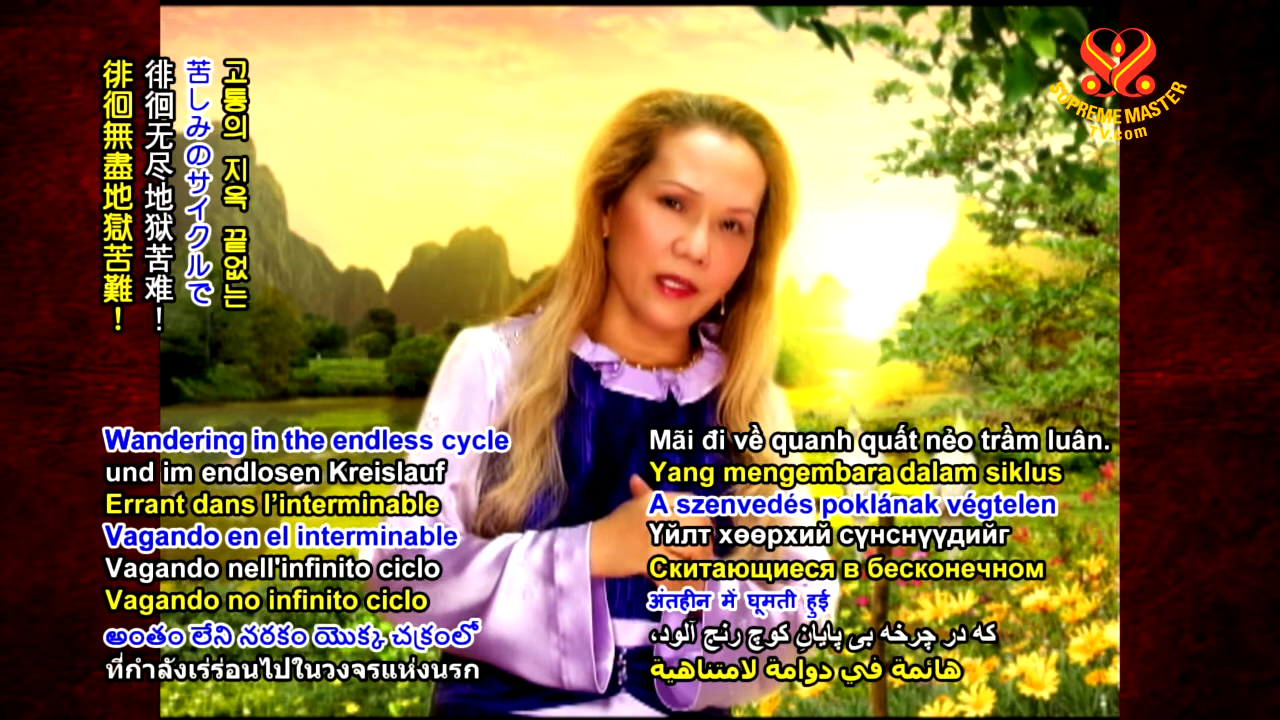 徘徊無盡地獄苦難！
徘徊无尽地狱苦难！
苦しみのサイクルで
고통의 지옥 끝없는
SUPREME MASTER
TV.com
Wandering in the endless cycle
und im endlosen Kreislauf
Errant dans l’interminable
Vagando en el interminable
Vagando nell'infinito ciclo
Vagando no infinito ciclo
అంతం లేని నరకం యొక్క చక్రంలో
ที่กำลังเร่ร่อนไปในวงจรแห่งนรก
Mãi đi về quanh quất nẻo trầm luân.
Yang mengembara dalam siklus
A szenvedés poklának végtelen
Үйлт хөөрхий сүнснүүдийг
Скитающиеся в бесконечном
अंतहीन में घूमती हुई
که در چرخه بی پایانِ کوچ رنج آلود،
هائمة في دوامة لامتناهية